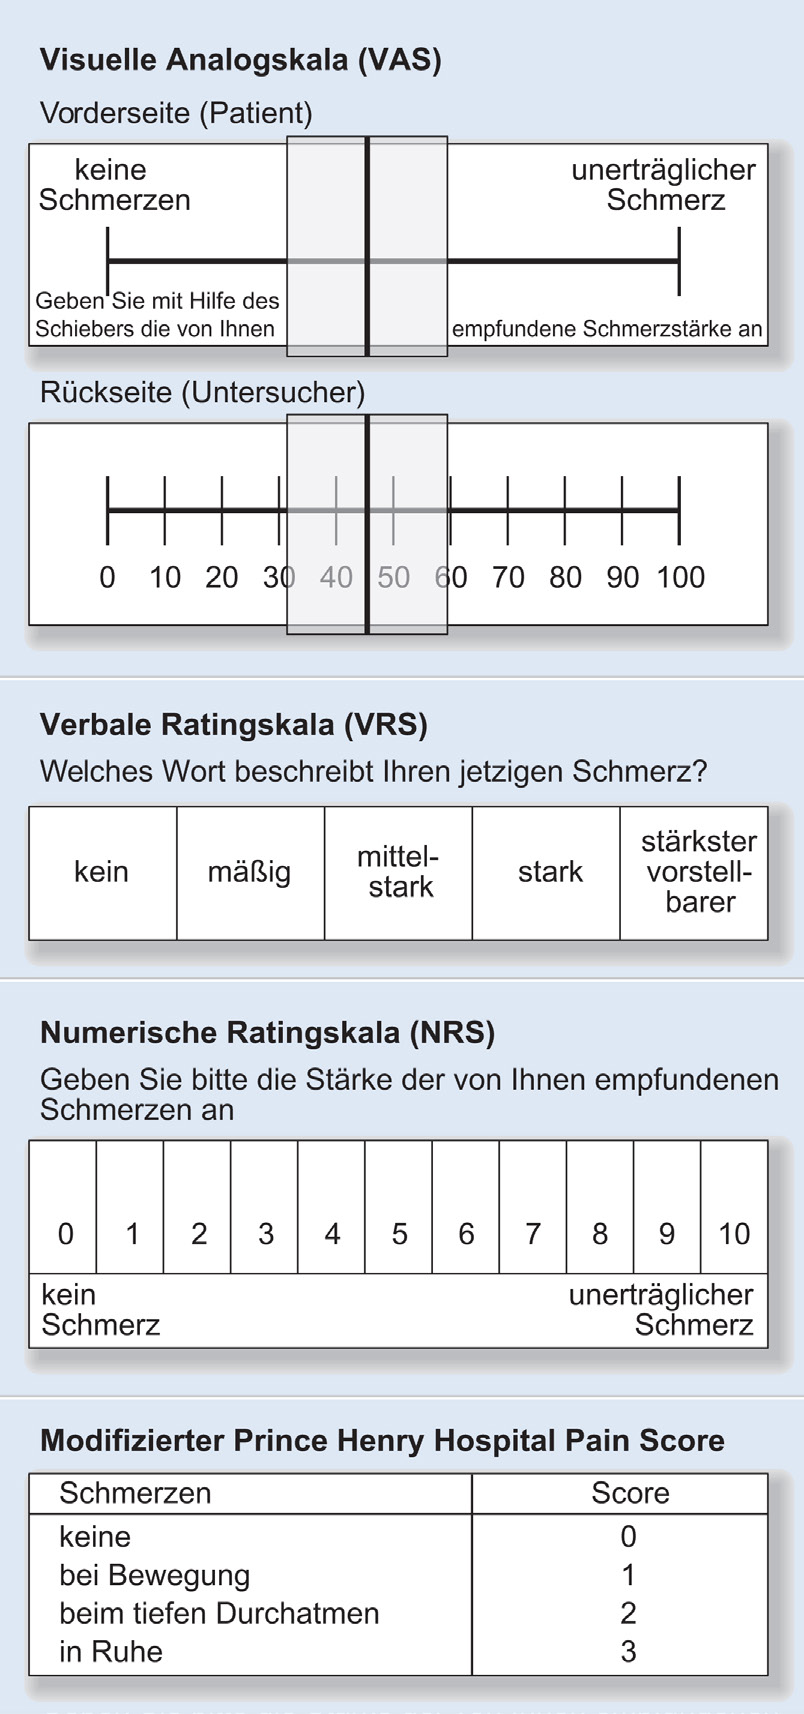 Visuelle Analogskala (VAS)
Vorderseite (Patient)
keine
Schmerzen
unerträglicher
Schmerz
Geben Sie mit Hilfe des
Schiebers die von Ihnen
empfundene Schmerzstärke an
Rückseite (Untersucher)
0 10 20 30 40 50 60 70 80 90 100
Verbale Ratingskala (VRS)
Welches Wort beschreibt Ihren jetzigen Schmerz?
kein
mäßig
mittel-
stark
stark
stärkster
vorstell-
barer
Numerische Ratingskala (NRS)
Geben Sie bitte die Stärke der von Ihnen empfundenen
Schmerzen an
0 1 2 3 4 5 6 7 8 9 10
kein
Schmerz
unerträglicher
Schmerz
Modifizierter Prince Henry Hospital Pain Score
Schmerzen Score
keine 0
bei Bewegung 1
beim tiefen Durchatmen 2
in Ruhe 3